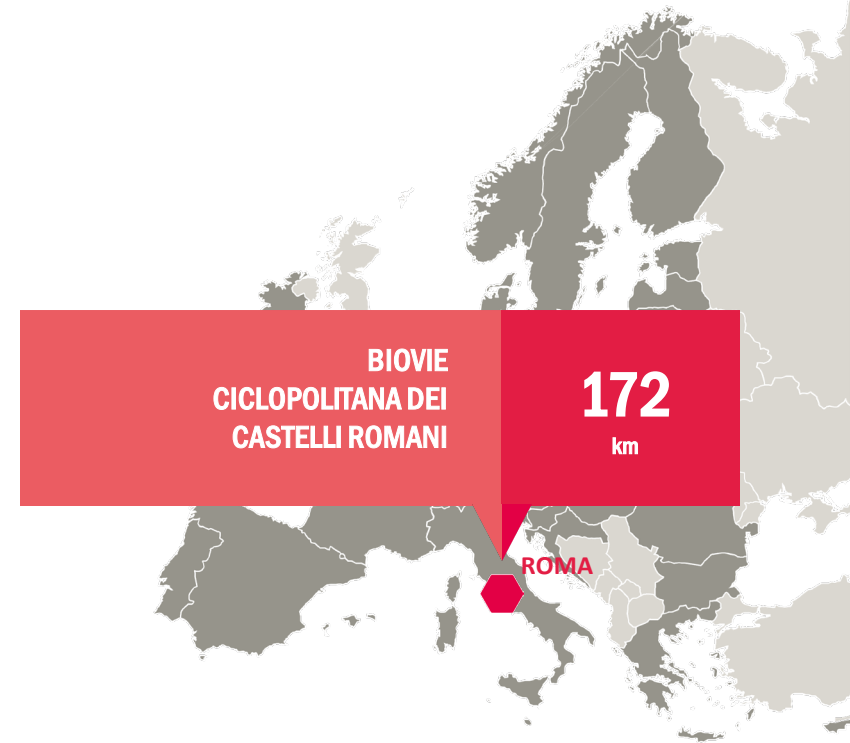 BIOVIE
CICLOPOLITANA DEI
CASTELLI ROMANI
172
km
ROMA